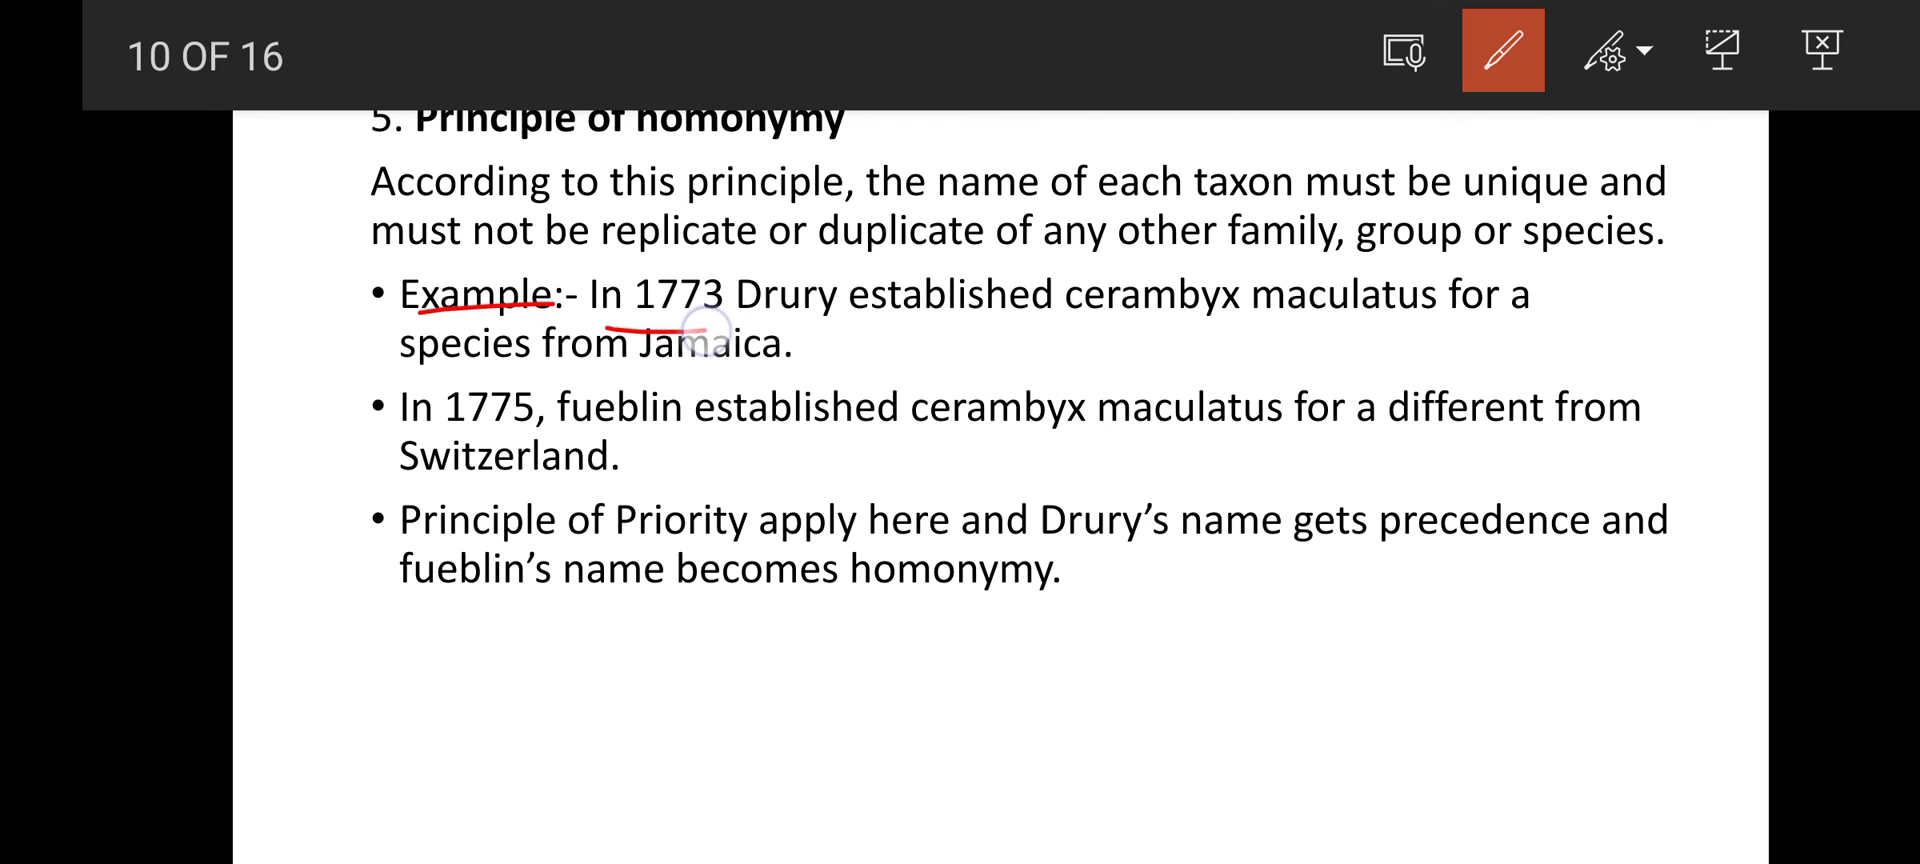 10 OF 16
5. Principle of homonymy
According to this principle, the name of each taxon must be unique and
must not be replicate or duplicate of any other family, group or species.
• Example:- In 1773 Drury established cerambyx maculatus for a
species from Jamaica.
• In 1775, fueblin established cerambyx maculatus for a different from
Switzerland.
• Principle of Priority apply here and Drury’s name gets precedence and
fueblin’s name becomes homonymy.